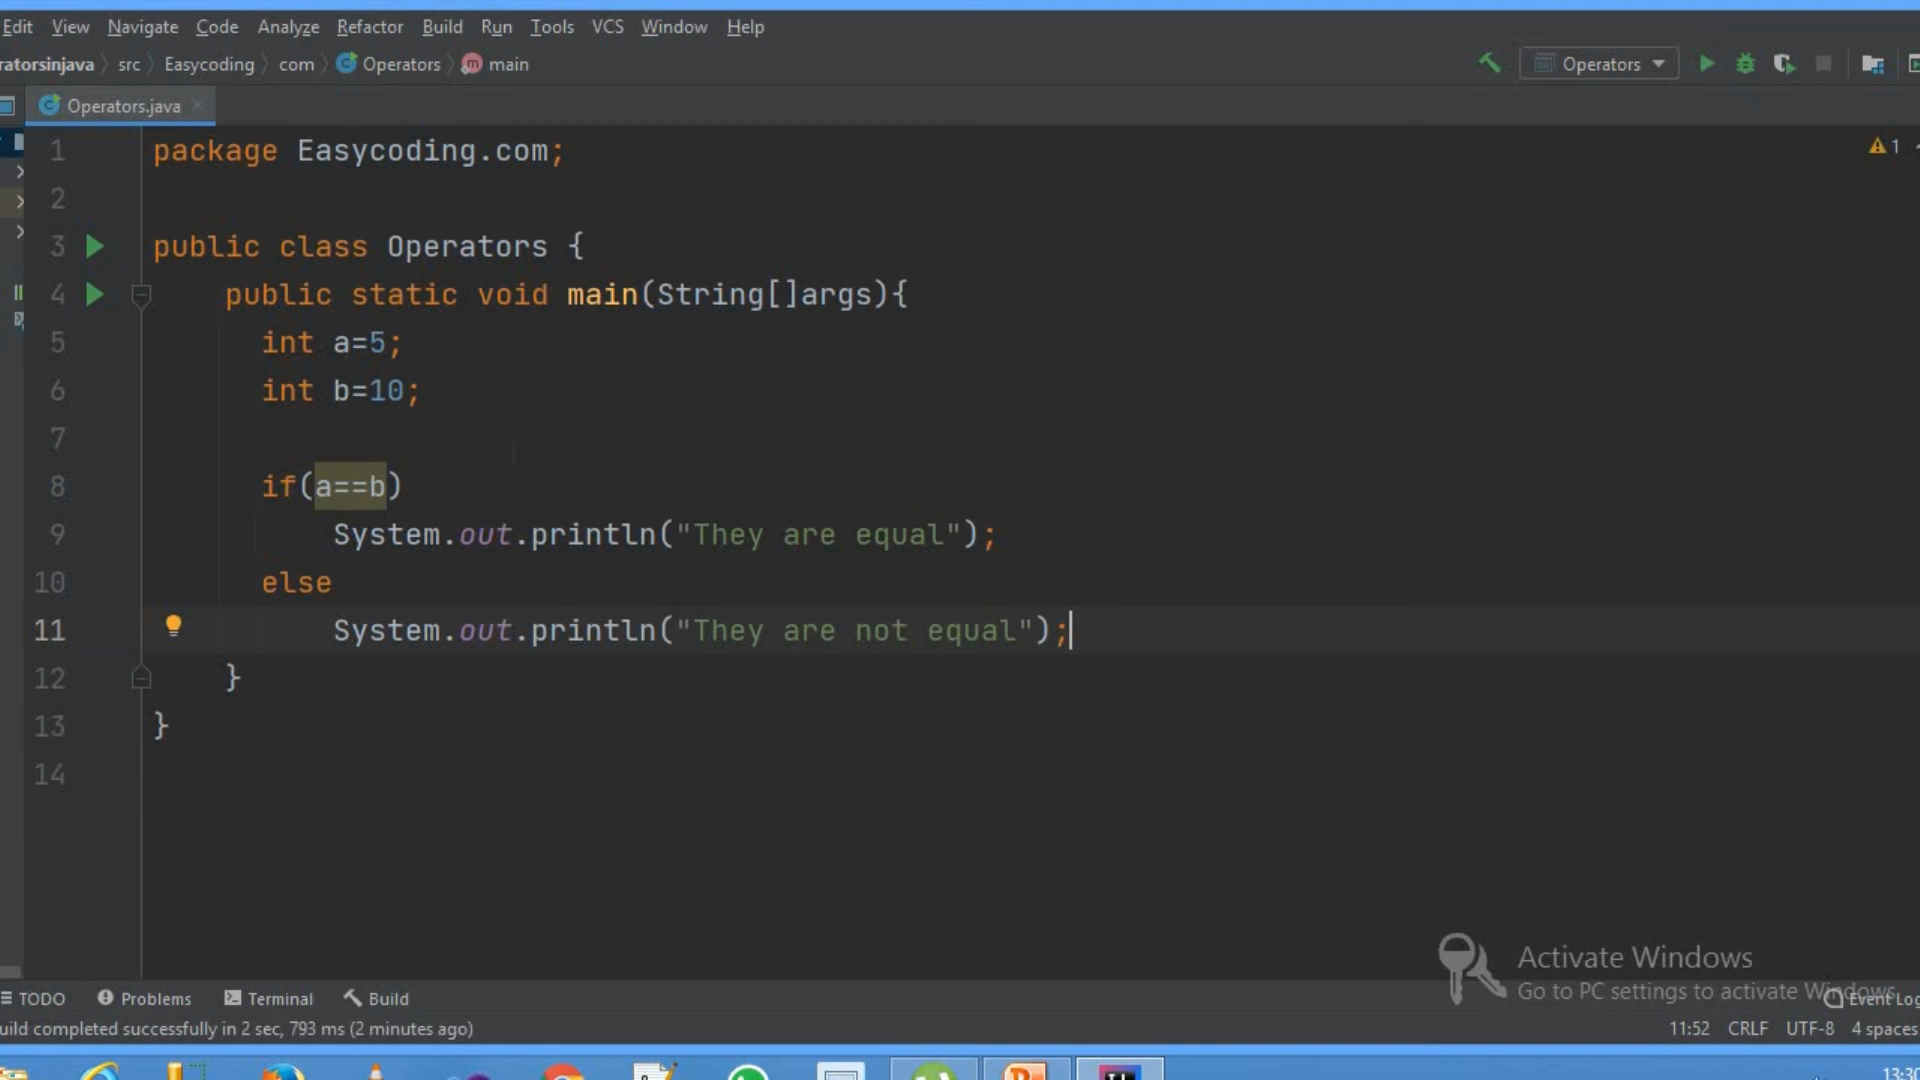 Edit View Navigate Code Analyze Refactor Build Run Tools VCS Window Help
ratorsinjava src Easycoding com Operators m main Operators
Operators.java
1 package Easycoding.com; 1
2
3 public class Operators {
4 public static void main(String[]args){
5 int a=5;
6 int b=10;
7
8 if(a==b)
9 System.out.println("They are equal");
10 else
11 System.out.println("They are not equal");
12 }
13 }
14
Activate Windows
Go to PC settings to activate Windows.
TODO Problems Terminal Build Event Log
uild completed successfully in 2 sec, 793 ms (2 minutes ago) 11:52 CRLF UTF-8 4 spaces
13:30